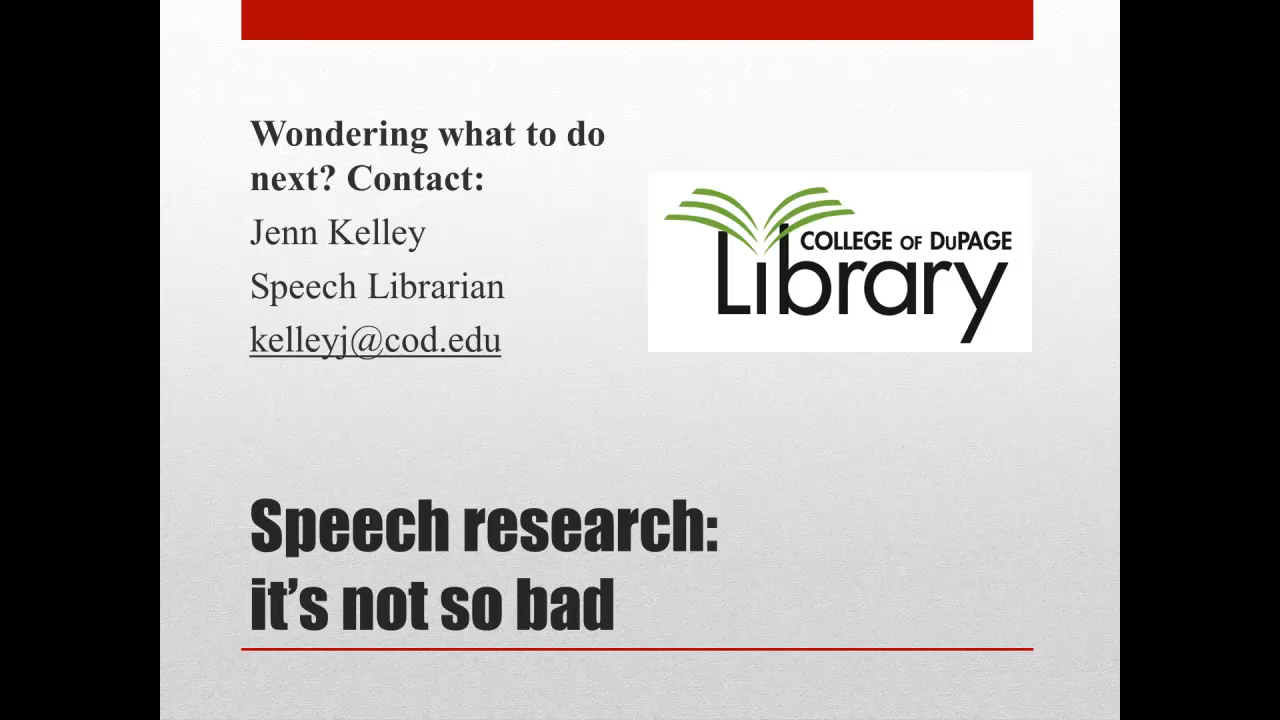 Wondering what to do
next? Contact:
Jenn Kelley
Speech Librarian
kelleyj@cod.edu
COLLEGE OF DuPAGE
Library
Speech research:
it's not so bad